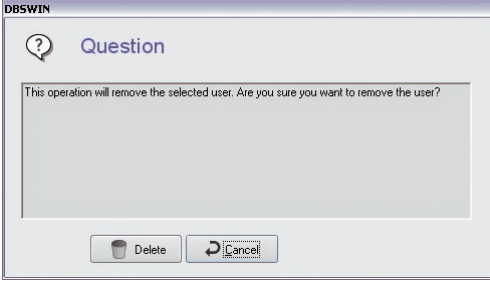 DBSWIN
Question
This operation will remove the selected user. Are you sure you want to remove the user?
Delete Cancel